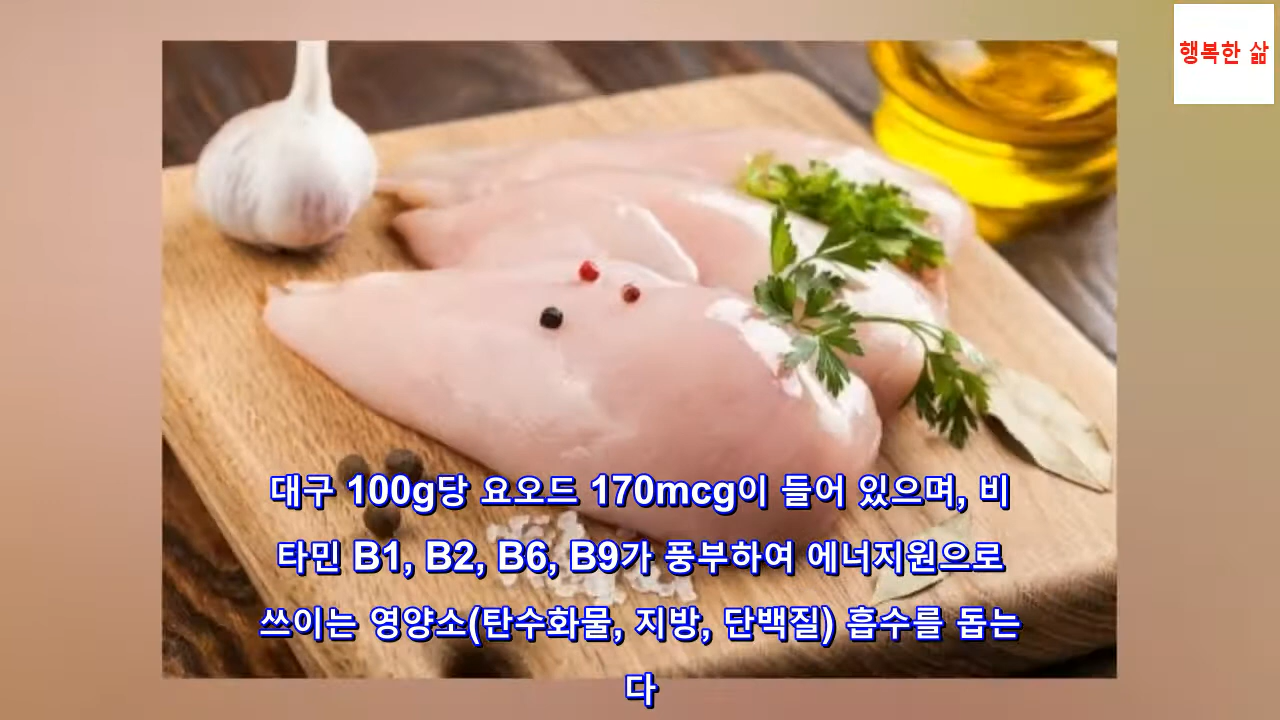 행복한 삶
대구 100g당 요오드 170mcg이 들어 있으며, 비
타민 B1, B2, B6, B9가 풍부하여 에너지원으로
쓰이는 영양소(탄수화물, 지방, 단백질) 흡수를 돕는
다